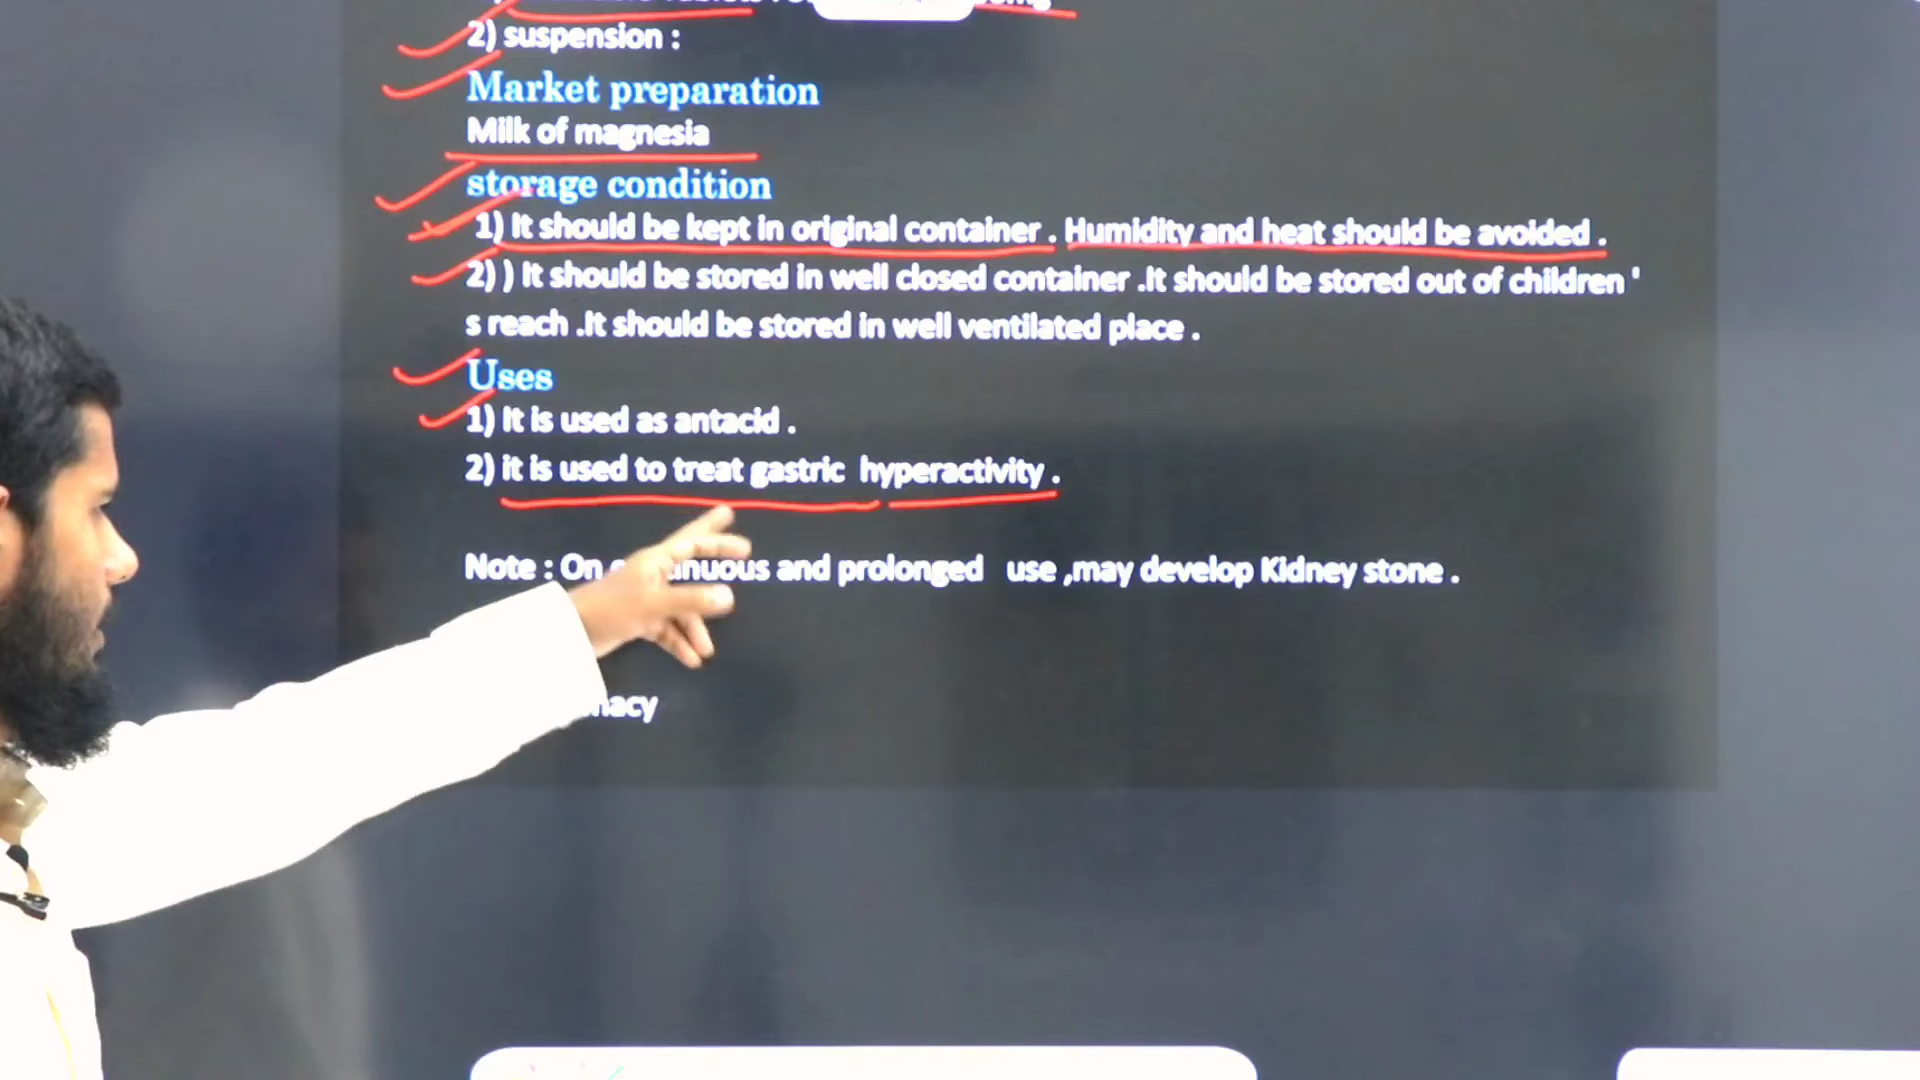 2) suspension :
Market preparation
Milk of magnesia
storage condition
1) It should be kept in original container . Humidity and heat should be avoided .
2) ) It should be stored in well closed container .It should be stored out of children '
s reach .It should be stored in well ventilated place .
Uses
1) It is used as antacid .
2) it is used to treat gastric hyperactivity .
Note : On and prolonged use ,may develop Kidney stone .